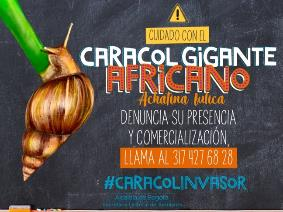 CUIDADO CON EL
CARACOL GIGANTE
AFRICANO
Achatina fulica
DENUNCIA SU PRESENCIA
Y COMERCIALIZACIÓN
LLAMA AL 317 427 68 28
#CARACOLINVASOR
Alcaldía de Bogotá